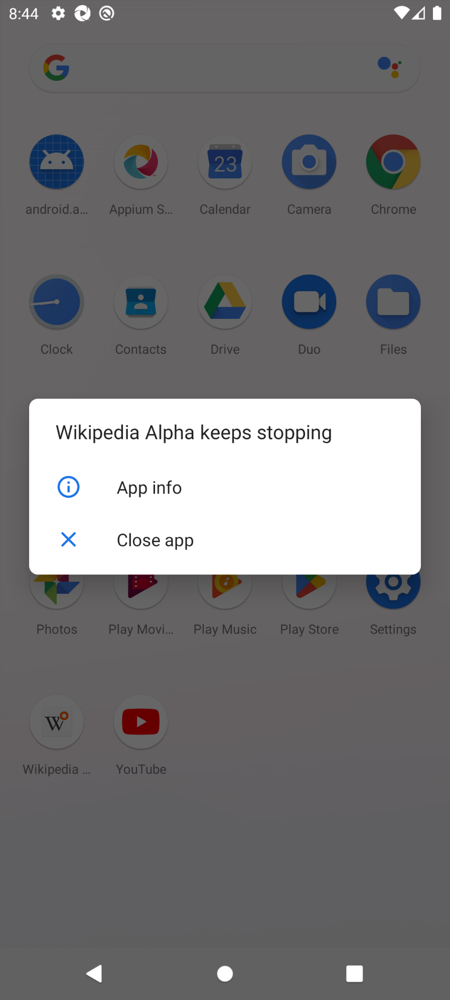 8:44
23
android.a...
Appium S...
Calendar
Camera
Chrome
Clock
Contacts
Drive
Duo
Files
Wikipedia Alpha keeps stopping
App info
Close app
Photos
Play Movi...
Play Music
Play Store
Settings
W
Wikipedia ...
YouTube